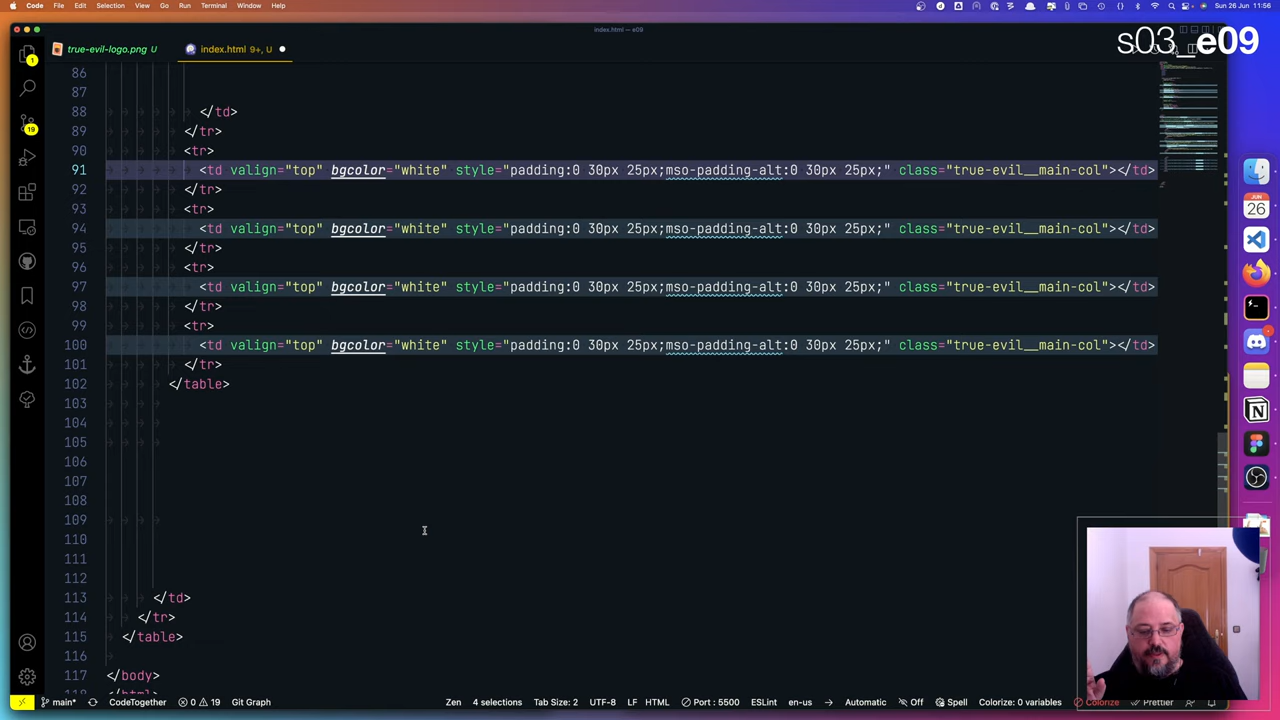 Code File Edit Selection View Go Run Terminal Window Help
Sun 26 Jun 11:56
index.html — e09
true-evil-logo.png U
index.html 9+, U
s03_e09
86
87
88 </td>
89 </tr>
90 <tr>
91 <td valign="top" bgcolor="white" style="padding:0 30px 25px;mso-padding-alt:0 30px 25px;" class="true-evil__main-col"></td>
92 </tr>
93 <tr>
94 <td valign="top" bgcolor="white" style="padding:0 30px 25px;mso-padding-alt:0 30px 25px;" class="true-evil__main-col"></td>
95 </tr>
96 <tr>
97 <td valign="top" bgcolor="white" style="padding:0 30px 25px;mso-padding-alt:0 30px 25px;" class="true-evil__main-col"></td>
98 </tr>
99 <tr>
100 <td valign="top" bgcolor="white" style="padding:0 30px 25px;mso-padding-alt:0 30px 25px;" class="true-evil__main-col"></td>
101 </tr>
102 </table>
103
104
105
106
107
108
109
110
111
112
113 </td>
114 </tr>
115 </table>
116
117 </body>
1
19
JUN
26
main* CodeTogether 0 19 Git Graph Zen 4 selections Tab Size: 2 UTF-8 LF HTML Port : 5500 ESLint en-us Automatic Off Spell Colorize: 0 variables Colorize Prettier